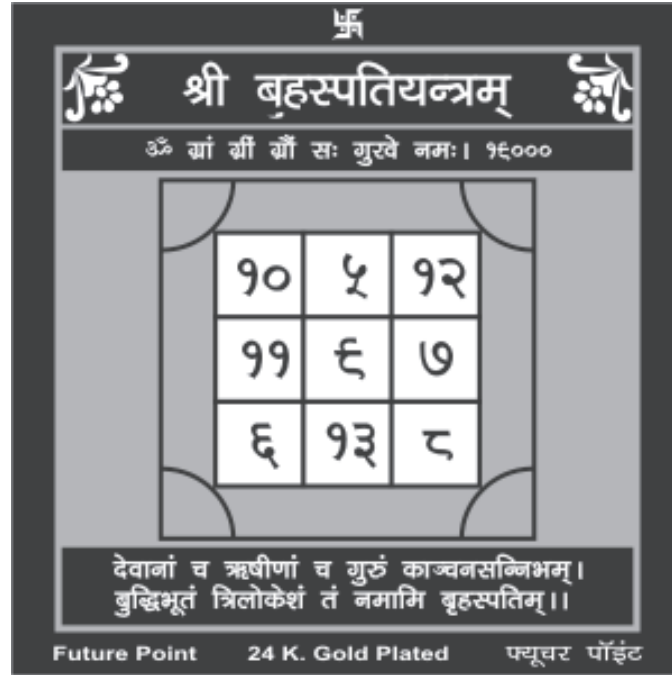 श्री बृहस्पतियन्त्रम्
ॐ ग्रां ग्रीं ग्रौं सः गुरवे नमः। १९०००
१० ५ १२
११ ९ ७
६ १३ ८
देवानां च ऋषीणां च गुरुं काञ्चनसन्निभम्।
बुद्धिभूतं त्रिलोकेशं तं नमामि बृहस्पतिम्।।
Future Point 24 K. Gold Plated फ्यूचर पॉइंट